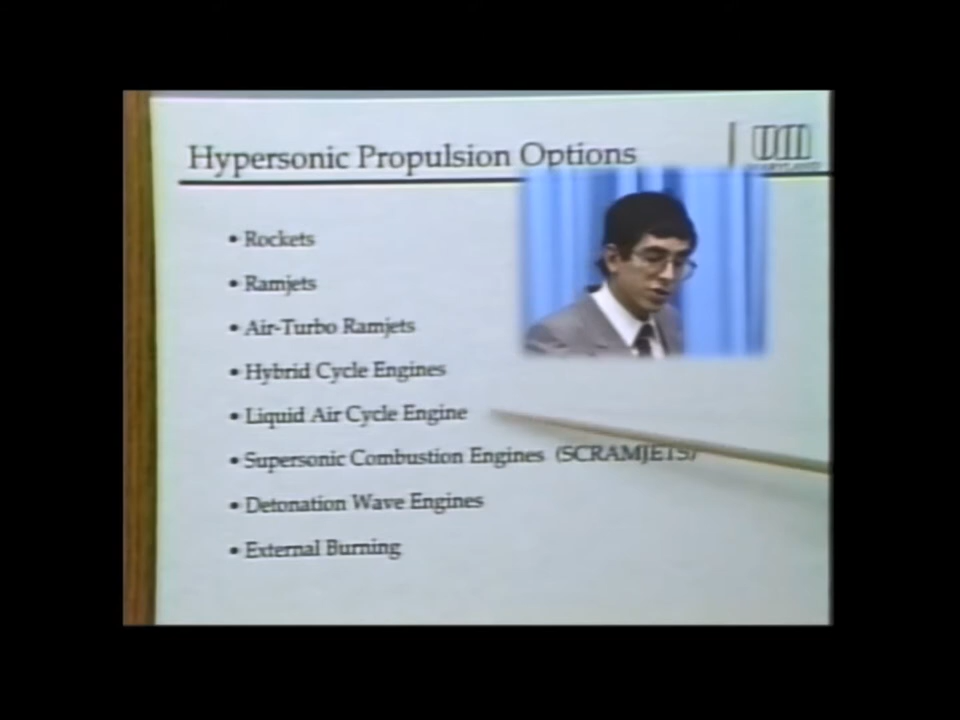 Hypersonic Propulsion Options
• Rockets
• Ramjets
• Air-Turbo Ramjets
• Hybrid Cycle Engines
• Liquid Air Cycle Engine
• Supersonic Combustion Engines (SCRAMJETS)
• Detonation Wave Engines
• External Burning